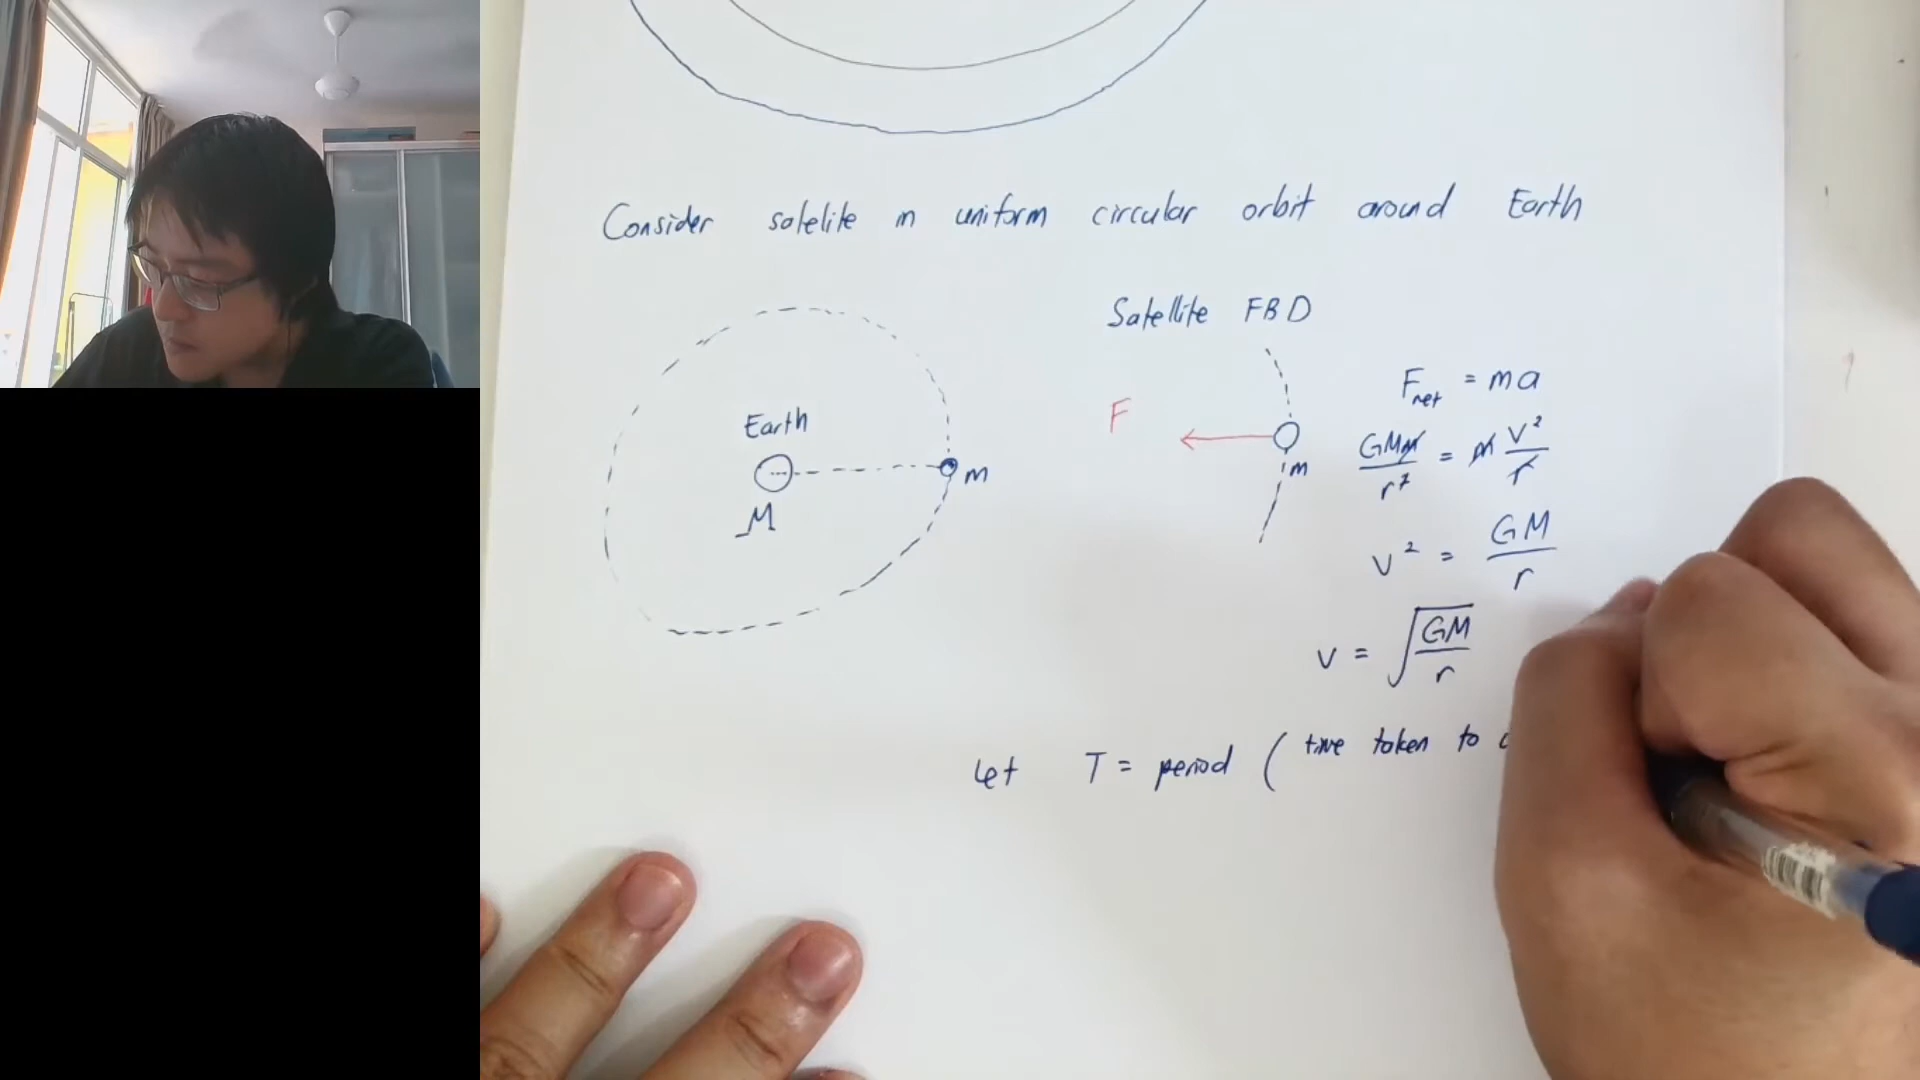 Consider satelite in uniform circular orbit around Earth
Satellite FBD
Earth
M
m
F
m
F_net = ma
GMm/r² = m v²/r
v² = GM/r
v = √(GM/r)
Let T = period ( time taken to